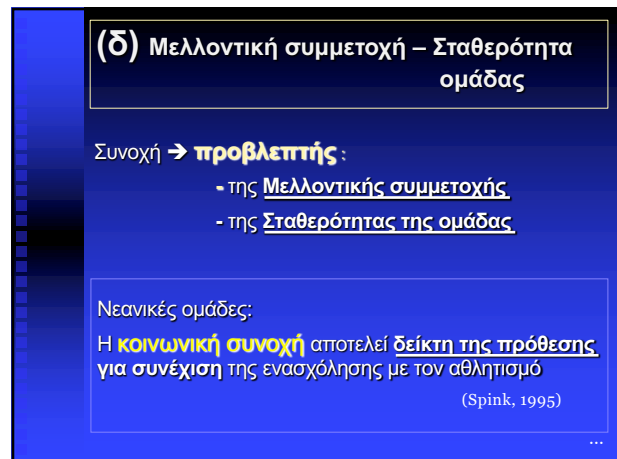 (δ) Μελλοντική συμμετοχή – Σταθερότητα
ομάδας
Συνοχή ➔ προβλεπτής :
- της Μελλοντικής συμμετοχής
- της Σταθερότητας της ομάδας
Νεανικές ομάδες:
Η κοινωνική συνοχή αποτελεί δείκτη της πρόθεσης
για συνέχιση της ενασχόλησης με τον αθλητισμό
(Spink, 1995)
...